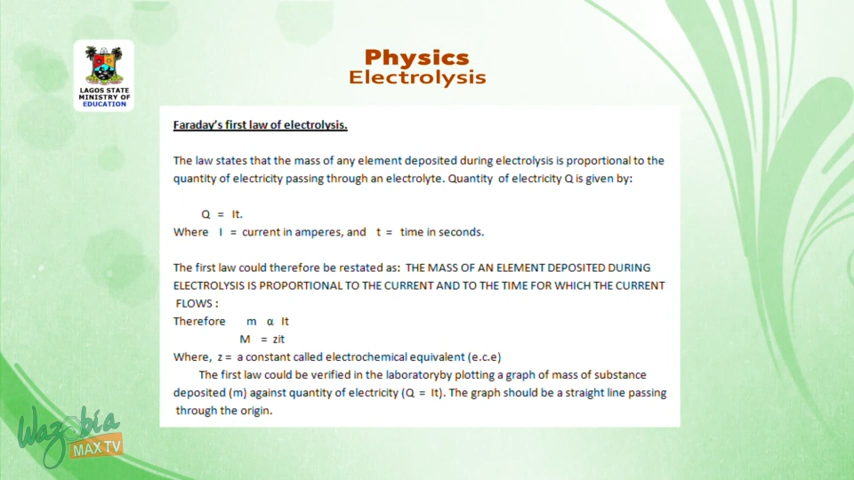 LAGOS STATE
MINISTRY OF
EDUCATION
Physics
Electrolysis
Faraday's first law of electrolysis.
The law states that the mass of any element deposited during electrolysis is proportional to the
quantity of electricity passing through an electrolyte. Quantity of electricity Q is given by:
Q = It.
Where I = current in amperes, and t = time in seconds.
The first law could therefore be restated as: THE MASS OF AN ELEMENT DEPOSITED DURING
ELECTROLYSIS IS PROPORTIONAL TO THE CURRENT AND TO THE TIME FOR WHICH THE CURRENT
FLOWS :
Therefore m α It
M = zit
Where, z = a constant called electrochemical equivalent (e.c.e)
The first law could be verified in the laboratoryby plotting a graph of mass of substance
deposited (m) against quantity of electricity (Q = It). The graph should be a straight line passing
through the origin.
Wazobia
MAX TV